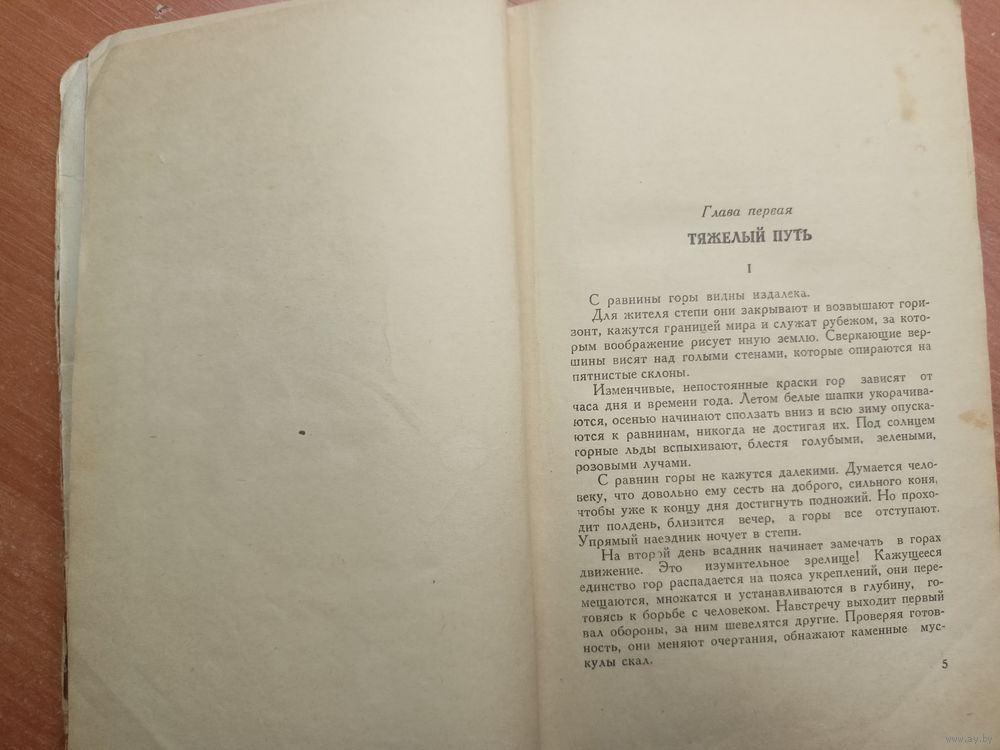 Глава первая
ТЯЖЕЛЫЙ ПУТЬ
I
С равнины горы видны издалека.
Для жителя степи они закрывают и возвышают гори-
зонт, кажутся границей мира и служат рубежом, за кото-
рым воображение рисует иную землю. Сверкающие вер-
шины висят над голыми стенами, которые опираются на
пятнистые склоны.
Изменчивые, непостоянные краски гор зависят от
часа дня и времени года. Летом белые шапки укорачива-
ются, осенью начинают сползать вниз и всю зиму опуска-
ются к равнинам, никогда не достигая их. Под солнцем
горные льды вспыхивают, блестя голубыми, зелеными,
розовыми лучами.
С равнин горы не кажутся далекими. Думается чело-
веку, что довольно ему сесть на доброго, сильного коня,
чтобы уже к концу дня достигнуть подножий. Но прохо-
дит полдень, близится вечер, а горы все отступают.
Упрямый наездник ночует в степи.
На второй день всадник начинает замечать в горах
движение. Это изумительное зрелище! Кажущееся
единство гор распадается на пояса укреплений, они пере-
мещаются, множатся и устанавливаются в глубину, го-
товясь к борьбе с человеком. Навстречу выходит первый
вал обороны, за ним шевелятся другие. Проверяя готов-
ность, они меняют очертания, обнажают каменные мус-
кулы скал.
5
www.ay.by